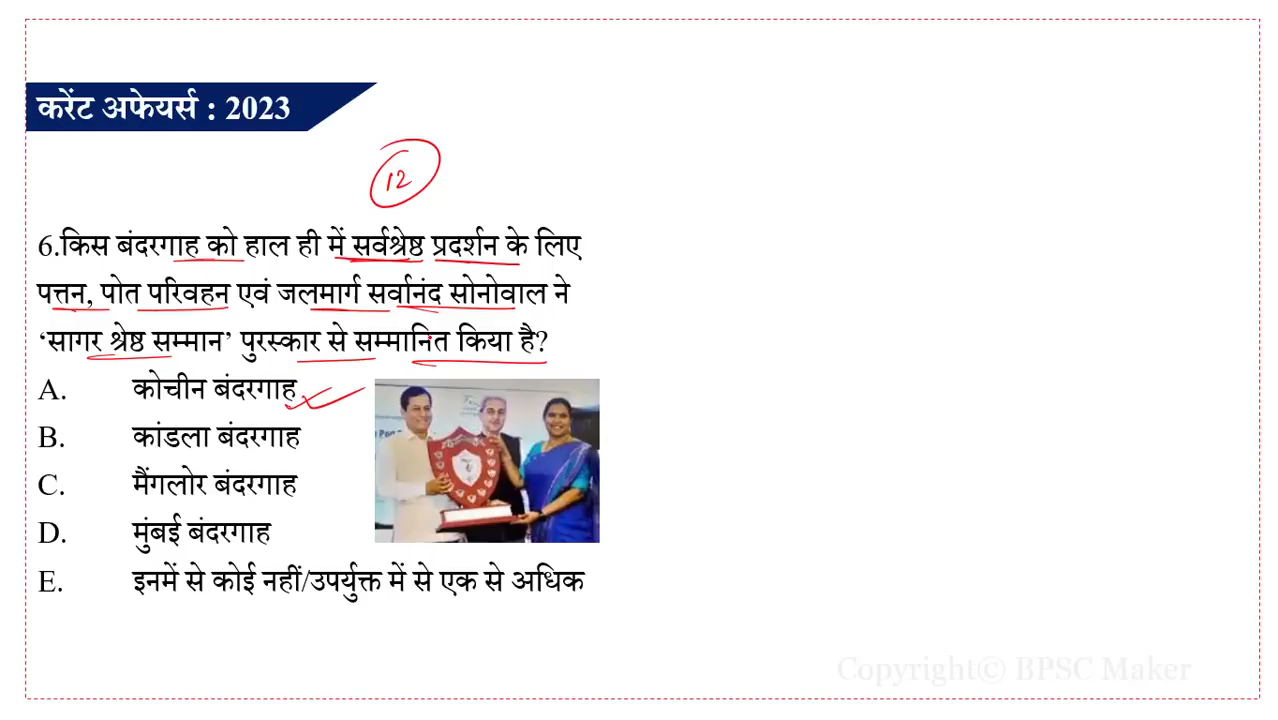 करेंट अफेयर्स : 2023
12
6.किस बंदरगाह को हाल ही में सर्वश्रेष्ठ प्रदर्शन के लिए
पत्तन, पोत परिवहन एवं जलमार्ग सर्वानंद सोनोवाल ने
‘सागर श्रेष्ठ सम्मान’ पुरस्कार से सम्मानित किया है?
A. कोचीन बंदरगाह
B. कांडला बंदरगाह
C. मैंगलोर बंदरगाह
D. मुंबई बंदरगाह
E. इनमें से कोई नहीं/उपर्युक्त में से एक से अधिक
Copyright© BPSC Maker